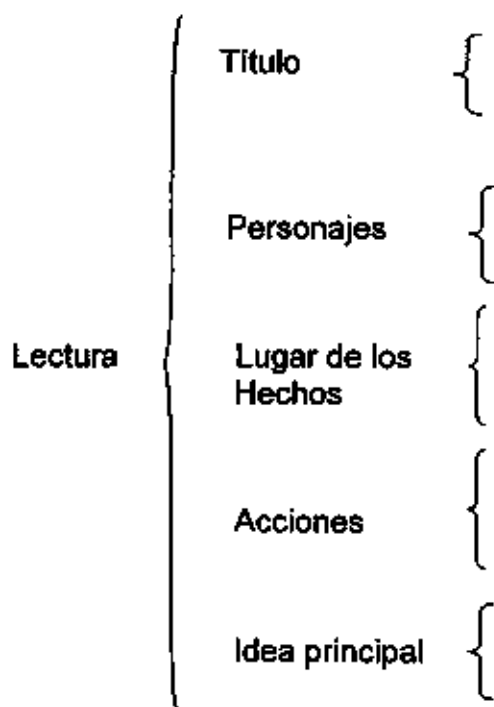 Título
Personajes
Lectura
Lugar de los
Hechos
Acciones
Idea principal